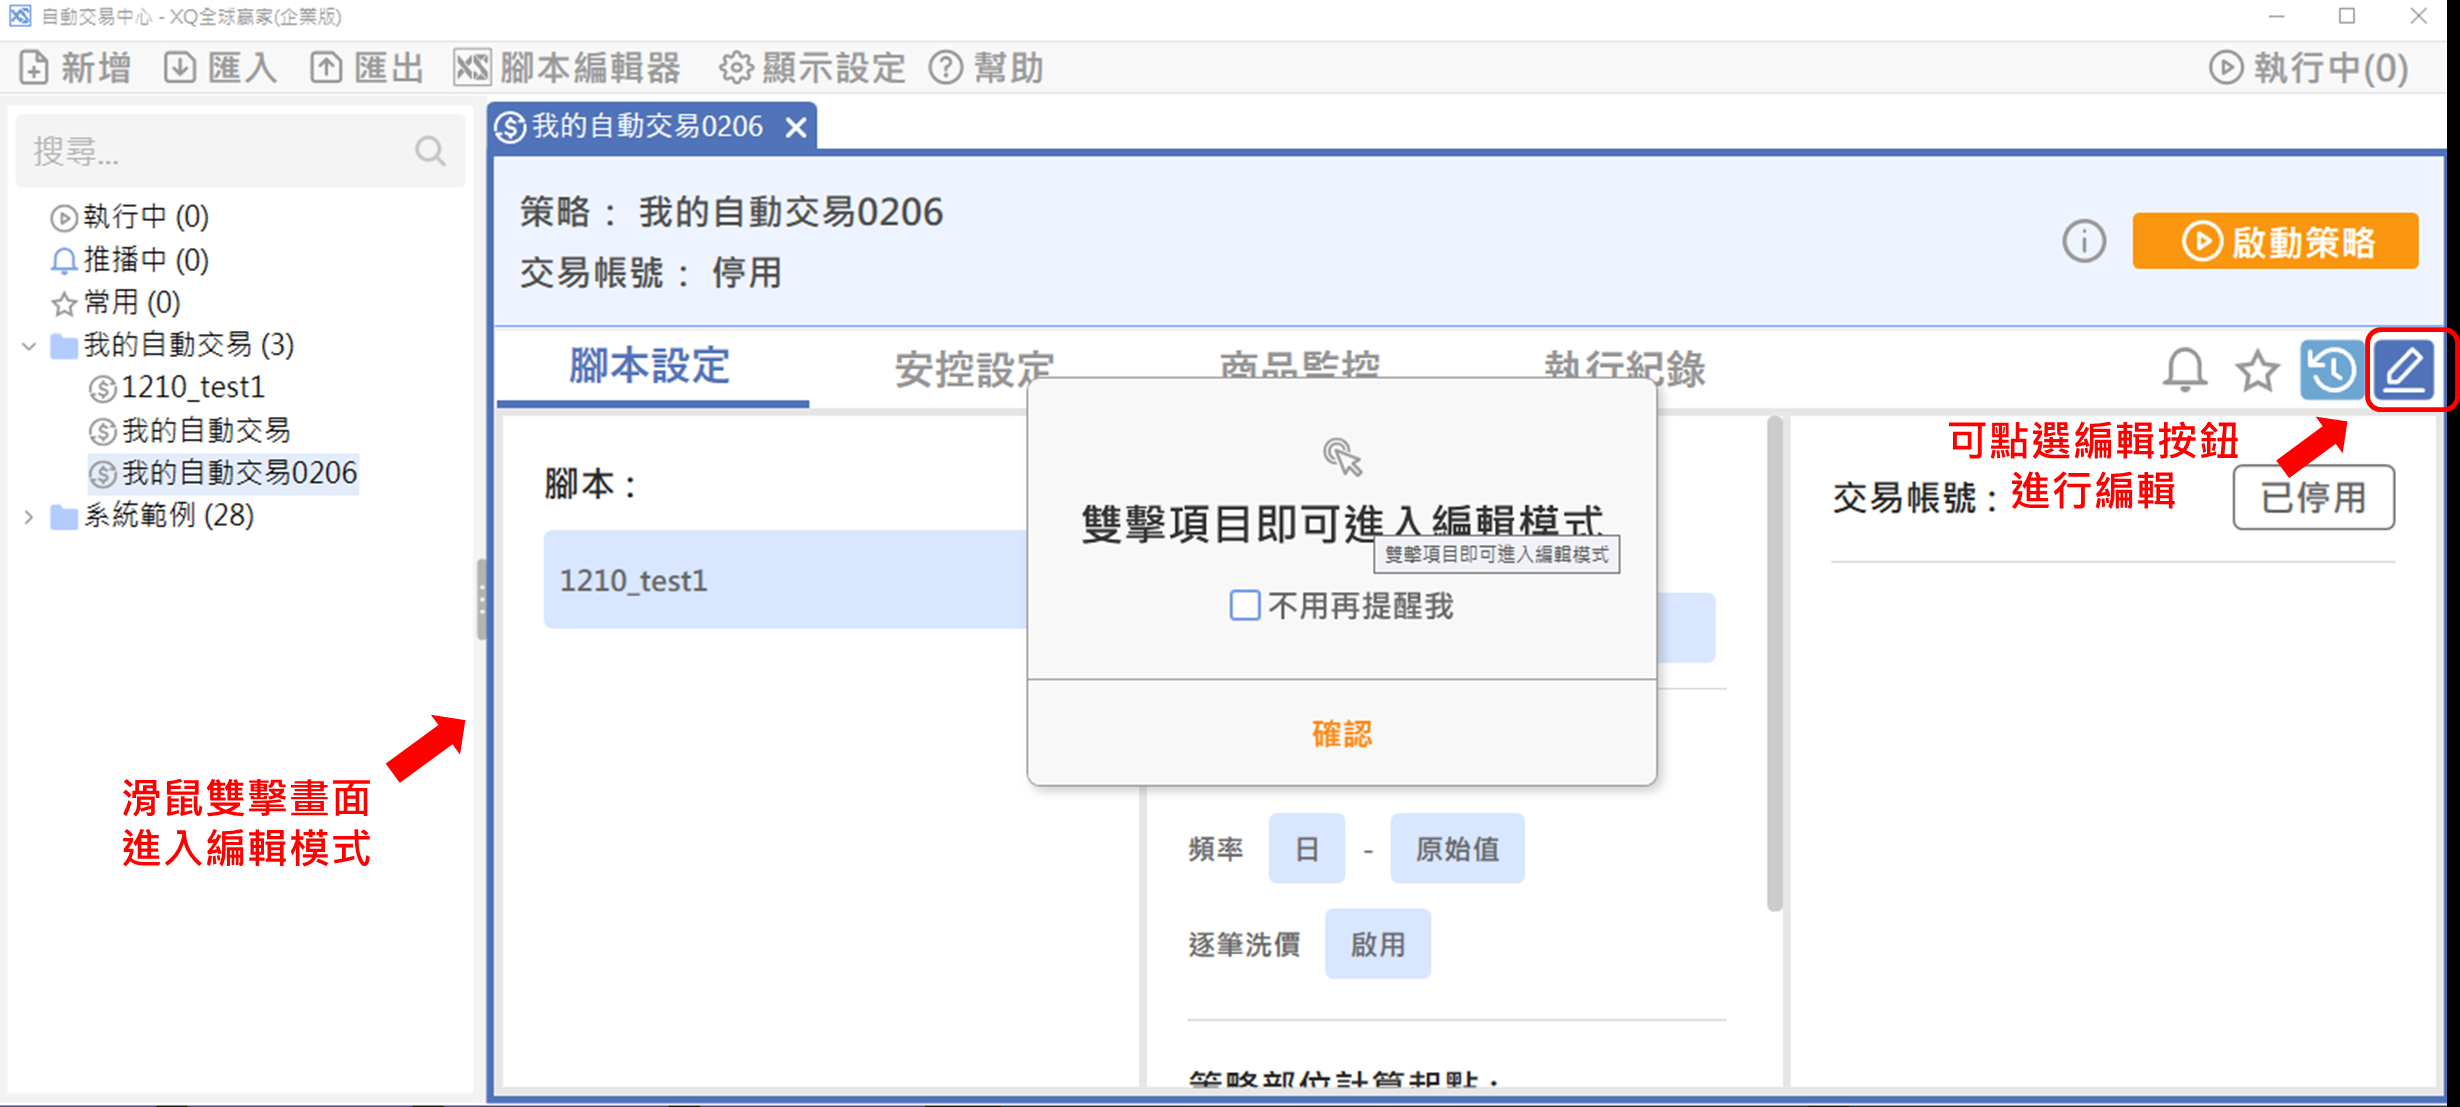 自動交易中心 - XQ全球贏家(企業版)
新增 匯入 匯出 XS 腳本編輯器 顯示設定 幫助 執行中(0)
搜尋...
執行中 (0)
推播中 (0)
常用 (0)
我的自動交易 (3)
1210_test1
我的自動交易
我的自動交易0206
系統範例 (28)
滑鼠雙擊畫面
進入編輯模式
我的自動交易0206
策略： 我的自動交易0206
交易帳號： 停用
啟動策略
腳本設定 安控設定 商品監控 執行紀錄
腳本：
1210_test1
雙擊項目即可進入編輯模式
雙擊項目即可進入編輯模式
不用再提醒我
確認
頻率 日 - 原始值
逐筆洗價 啟用
策略部位計算起點：
可點選編輯按鈕
進行編輯
交易帳號： 已停用